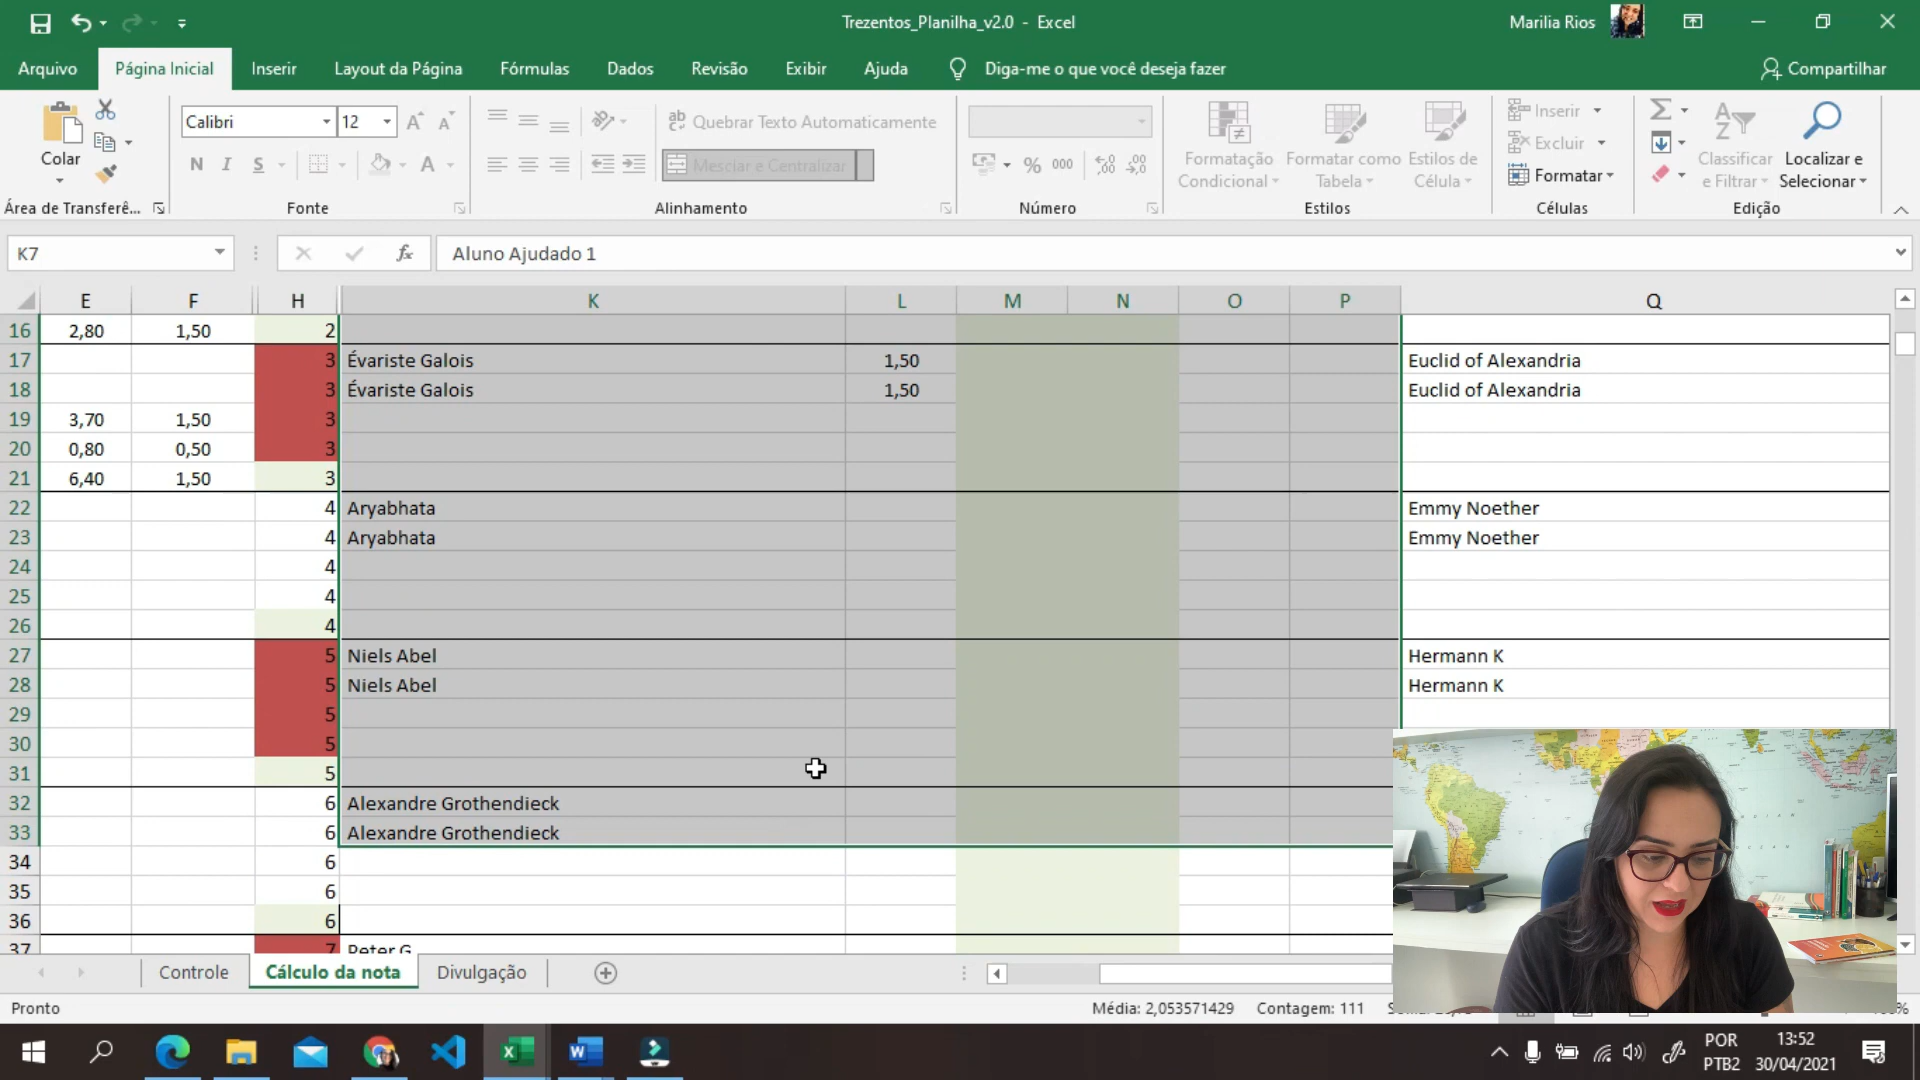 Trezentos_Planilha_v2.0 - Excel
Marilia Rios
Arquivo
Página Inicial
Inserir
Layout da Página
Fórmulas
Dados
Revisão
Exibir
Ajuda
Diga-me o que você deseja fazer
Compartilhar
Colar
Calibri
12
N I S
Quebrar Texto Automaticamente
Mesclar e Centralizar
% 000
Formatação Condicional
Formatar como Tabela
Estilos de Célula
Inserir
Excluir
Formatar
Classificar e Filtrar
Localizar e Selecionar
Área de Transferê...
Fonte
Alinhamento
Número
Estilos
Células
Edição
K7
fx
Aluno Ajudado 1
E F H K L M N O P Q
16 2,80 1,50 2
17 3 Évariste Galois 1,50 Euclid of Alexandria
18 3 Évariste Galois 1,50 Euclid of Alexandria
19 3,70 1,50 3
20 0,80 0,50 3
21 6,40 1,50 3
22 4 Aryabhata Emmy Noether
23 4 Aryabhata Emmy Noether
24 4
25 4
26 4
27 5 Niels Abel Hermann K
28 5 Niels Abel Hermann K
29 5
30 5
31 5
32 6 Alexandre Grothendieck
33 6 Alexandre Grothendieck
34 6
35 6
36 6
37 7 Peter G
Controle
Cálculo da nota
Divulgação
Pronto
Média: 2,053571429
Contagem: 111
POR
PTB2
13:52
30/04/2021